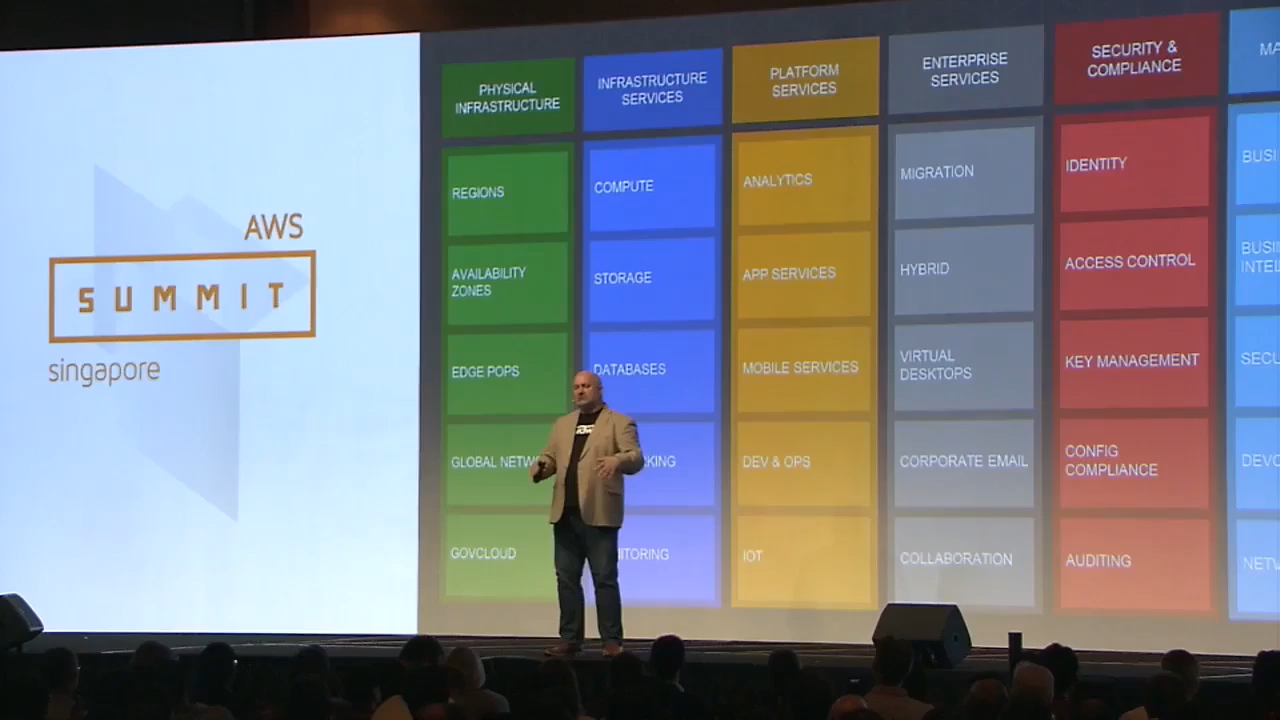 AWS
SUMMIT
singapore
PHYSICAL
INFRASTRUCTURE
REGIONS
AVAILABILITY
ZONES
EDGE POPS
GLOBAL
GOVCLOUD
INFRASTRUCTURE
SERVICES
COMPUTE
STORAGE
DATABASES
PLATFORM
SERVICES
ANALYTICS
APP SERVICES
MOBILE SERVICES
DEV & OPS
IOT
ENTERPRISE
SERVICES
MIGRATION
HYBRID
VIRTUAL
DESKTOPS
CORPORATE EMAIL
COLLABORATION
SECURITY &
COMPLIANCE
IDENTITY
ACCESS CONTROL
KEY MANAGEMENT
CONFIG
COMPLIANCE
AUDITING